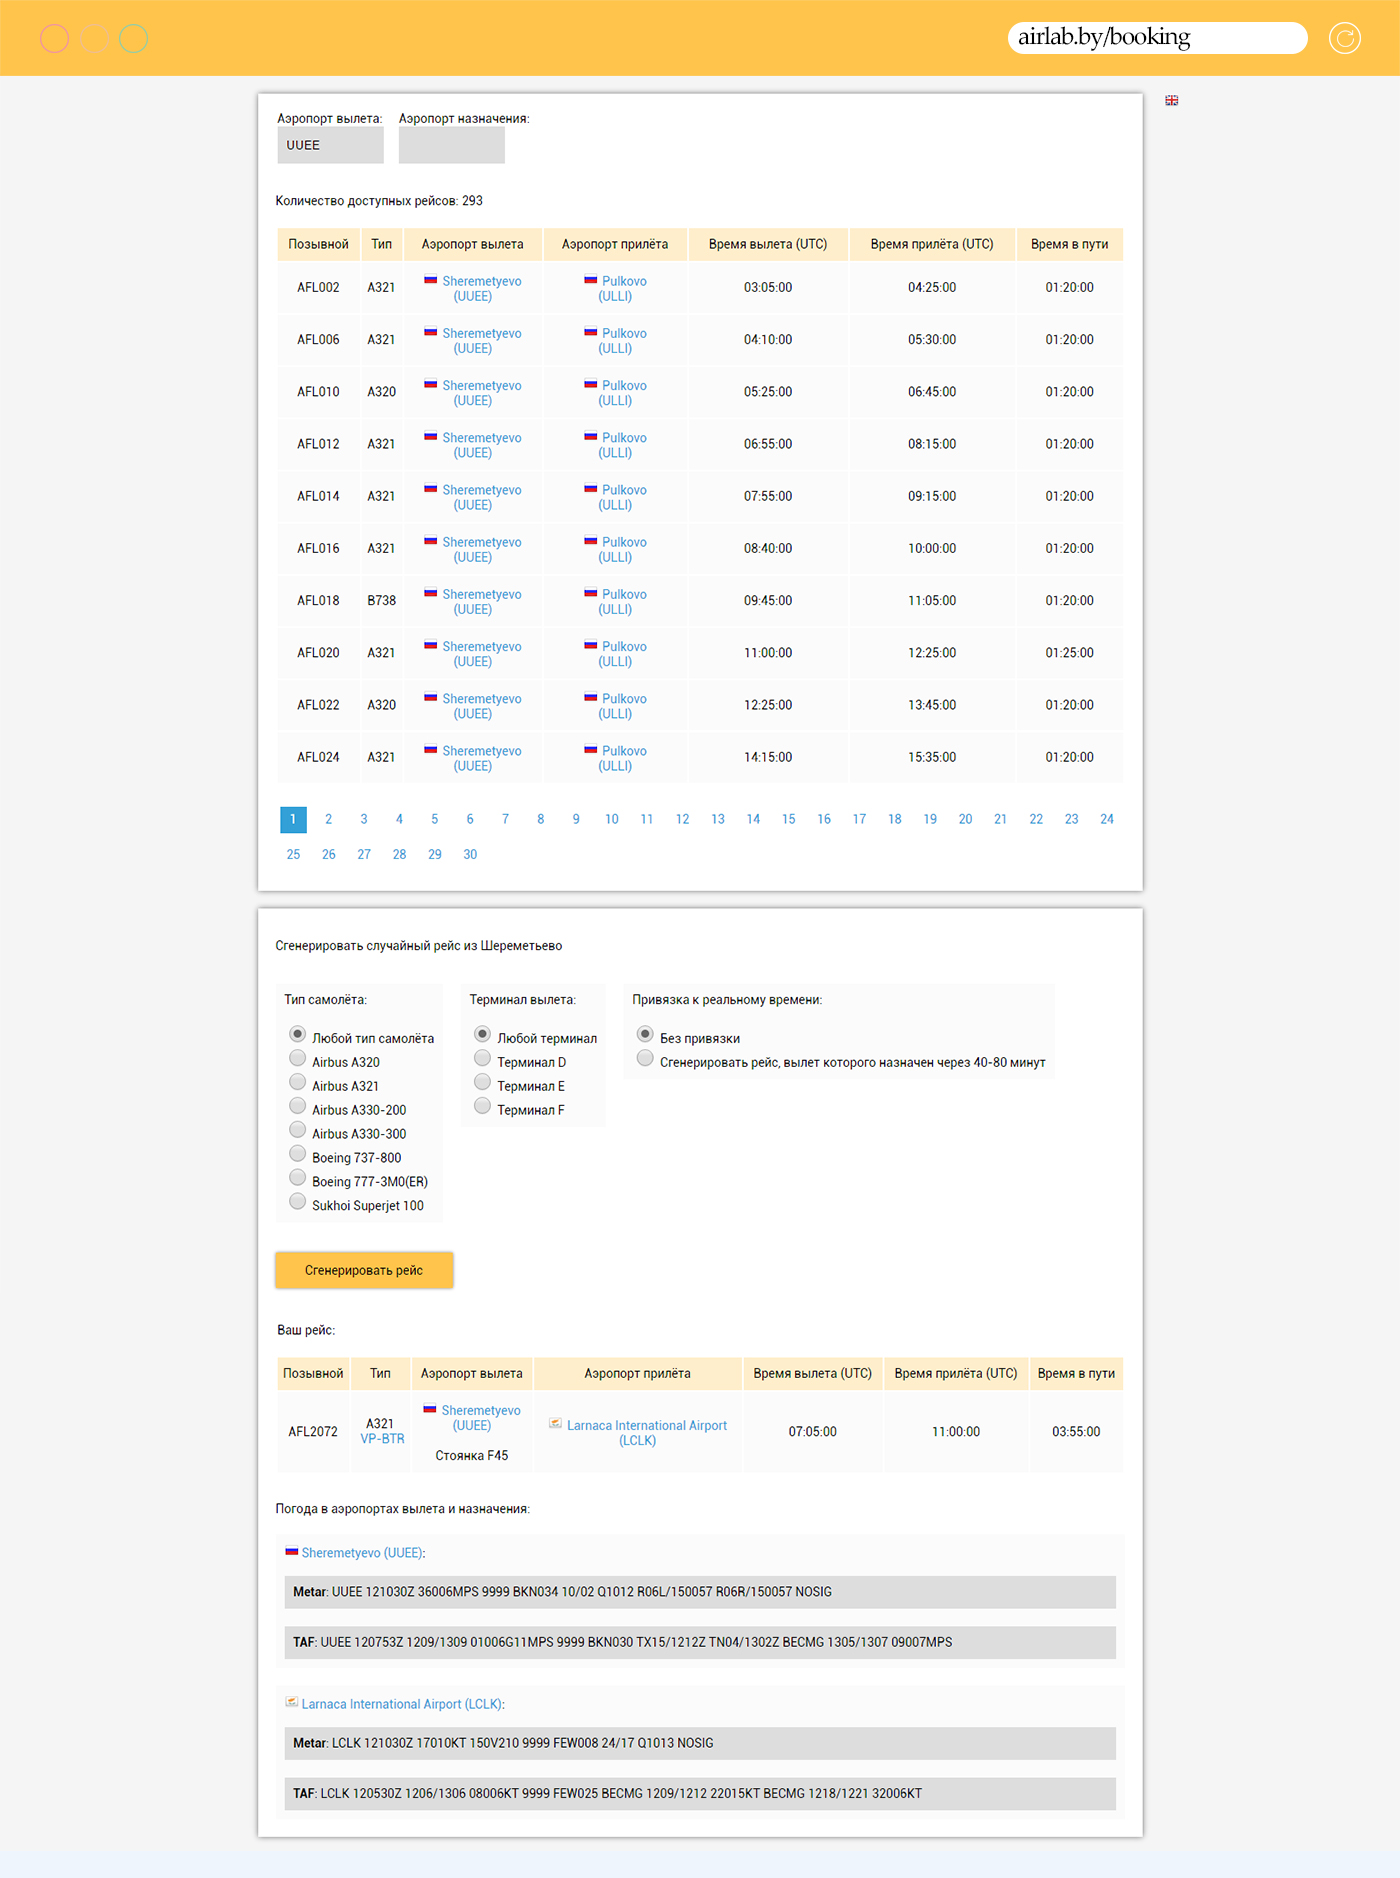 airlab.by/booking
Аэропорт вылета: Аэропорт назначения:
UUEE
Количество доступных рейсов: 293
Позывной Тип Аэропорт вылета Аэропорт прилёта Время вылета (UTC) Время прилёта (UTC) Время в пути
AFL002 A321 Sheremetyevo (UUEE) Pulkovo (ULLI) 03:05:00 04:25:00 01:20:00
AFL006 A321 Sheremetyevo (UUEE) Pulkovo (ULLI) 04:10:00 05:30:00 01:20:00
AFL010 A320 Sheremetyevo (UUEE) Pulkovo (ULLI) 05:25:00 06:45:00 01:20:00
AFL012 A321 Sheremetyevo (UUEE) Pulkovo (ULLI) 06:55:00 08:15:00 01:20:00
AFL014 A321 Sheremetyevo (UUEE) Pulkovo (ULLI) 07:55:00 09:15:00 01:20:00
AFL016 A321 Sheremetyevo (UUEE) Pulkovo (ULLI) 08:40:00 10:00:00 01:20:00
AFL018 B738 Sheremetyevo (UUEE) Pulkovo (ULLI) 09:45:00 11:05:00 01:20:00
AFL020 A321 Sheremetyevo (UUEE) Pulkovo (ULLI) 11:00:00 12:25:00 01:25:00
AFL022 A320 Sheremetyevo (UUEE) Pulkovo (ULLI) 12:25:00 13:45:00 01:20:00
AFL024 A321 Sheremetyevo (UUEE) Pulkovo (ULLI) 14:15:00 15:35:00 01:20:00
1 2 3 4 5 6 7 8 9 10 11 12 13 14 15 16 17 18 19 20 21 22 23 24
25 26 27 28 29 30
Сгенерировать случайный рейс из Шереметьево
Тип самолёта:
Любой тип самолёта
Airbus A320
Airbus A321
Airbus A330-200
Airbus A330-300
Boeing 737-800
Boeing 777-3M0(ER)
Sukhoi Superjet 100
Терминал вылета:
Любой терминал
Терминал D
Терминал E
Терминал F
Привязка к реальному времени:
Без привязки
Сгенерировать рейс, вылет которого назначен через 40-80 минут
Сгенерировать рейс
Ваш рейс:
Позывной Тип Аэропорт вылета Аэропорт прилёта Время вылета (UTC) Время прилёта (UTC) Время в пути
AFL2072 A321 VP-BTR Sheremetyevo (UUEE) Стоянка F45 Larnaca International Airport (LCLK) 07:05:00 11:00:00 03:55:00
Погода в аэропортах вылета и назначения:
Sheremetyevo (UUEE):
Metar: UUEE 121030Z 36006MPS 9999 BKN034 10/02 Q1012 R06L/150057 R06R/150057 NOSIG
TAF: UUEE 120753Z 1209/1309 01006G11MPS 9999 BKN030 TX15/1212Z TN04/1302Z BECMG 1305/1307 09007MPS
Larnaca International Airport (LCLK):
Metar: LCLK 121030Z 17010KT 150V210 9999 FEW008 24/17 Q1013 NOSIG
TAF: LCLK 120530Z 1206/1306 08006KT 9999 FEW025 BECMG 1209/1212 22015KT BECMG 1218/1221 32006KT